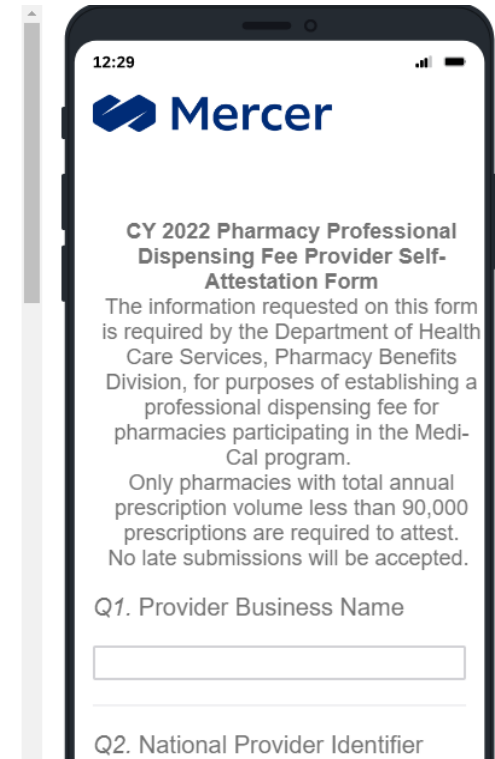 12:29
Mercer
CY 2022 Pharmacy Professional
Dispensing Fee Provider Self-
Attestation Form
The information requested on this form
is required by the Department of Health
Care Services, Pharmacy Benefits
Division, for purposes of establishing a
professional dispensing fee for
pharmacies participating in the Medi-
Cal program.
Only pharmacies with total annual
prescription volume less than 90,000
prescriptions are required to attest.
No late submissions will be accepted.
Q1. Provider Business Name
Q2. National Provider Identifier